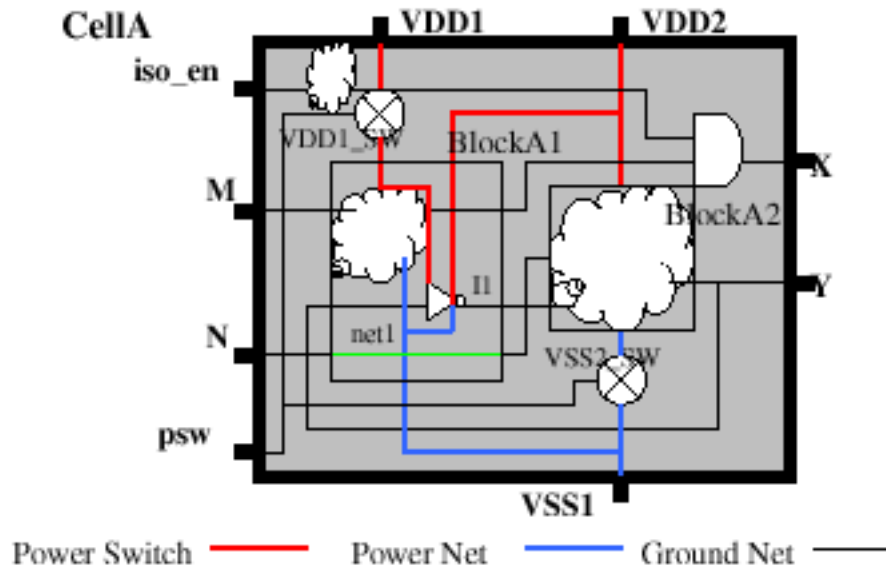 CellA
VDD1
VDD2
iso_en
VDD1_SW
BlockA1
M
X
BlockA2
I1
Y
N
net1
VSS2_SW
psw
VSS1
Power Switch
Power Net
Ground Net